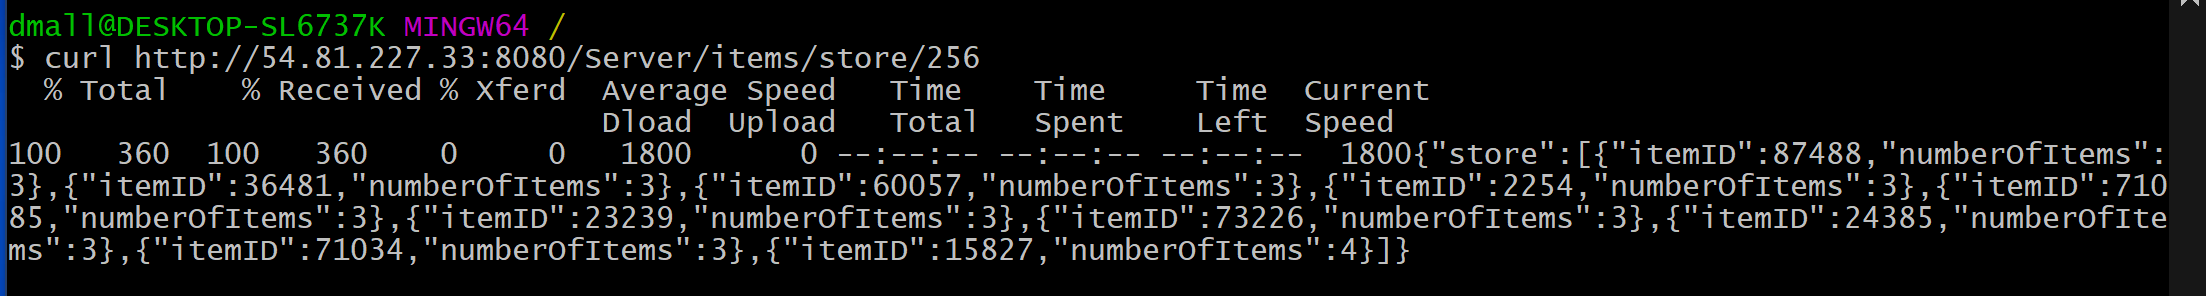 dmall@DESKTOP-SL6737K MINGW64 /
$ curl http://54.81.227.33:8080/Server/items/store/256
  % Total    % Received % Xferd  Average Speed   Time    Time     Time  Current
                                 Dload  Upload   Total   Spent    Left  Speed
100   360  100   360    0     0   1800      0 --:--:-- --:--:-- --:--:--  1800{"store":[{"itemID":87488,"numberOfItems":
3},{"itemID":36481,"numberOfItems":3},{"itemID":60057,"numberOfItems":3},{"itemID":2254,"numberOfItems":3},{"itemID":710
85,"numberOfItems":3},{"itemID":23239,"numberOfItems":3},{"itemID":73226,"numberOfItems":3},{"itemID":24385,"numberOfIte
ms":3},{"itemID":71034,"numberOfItems":3},{"itemID":15827,"numberOfItems":4}]}